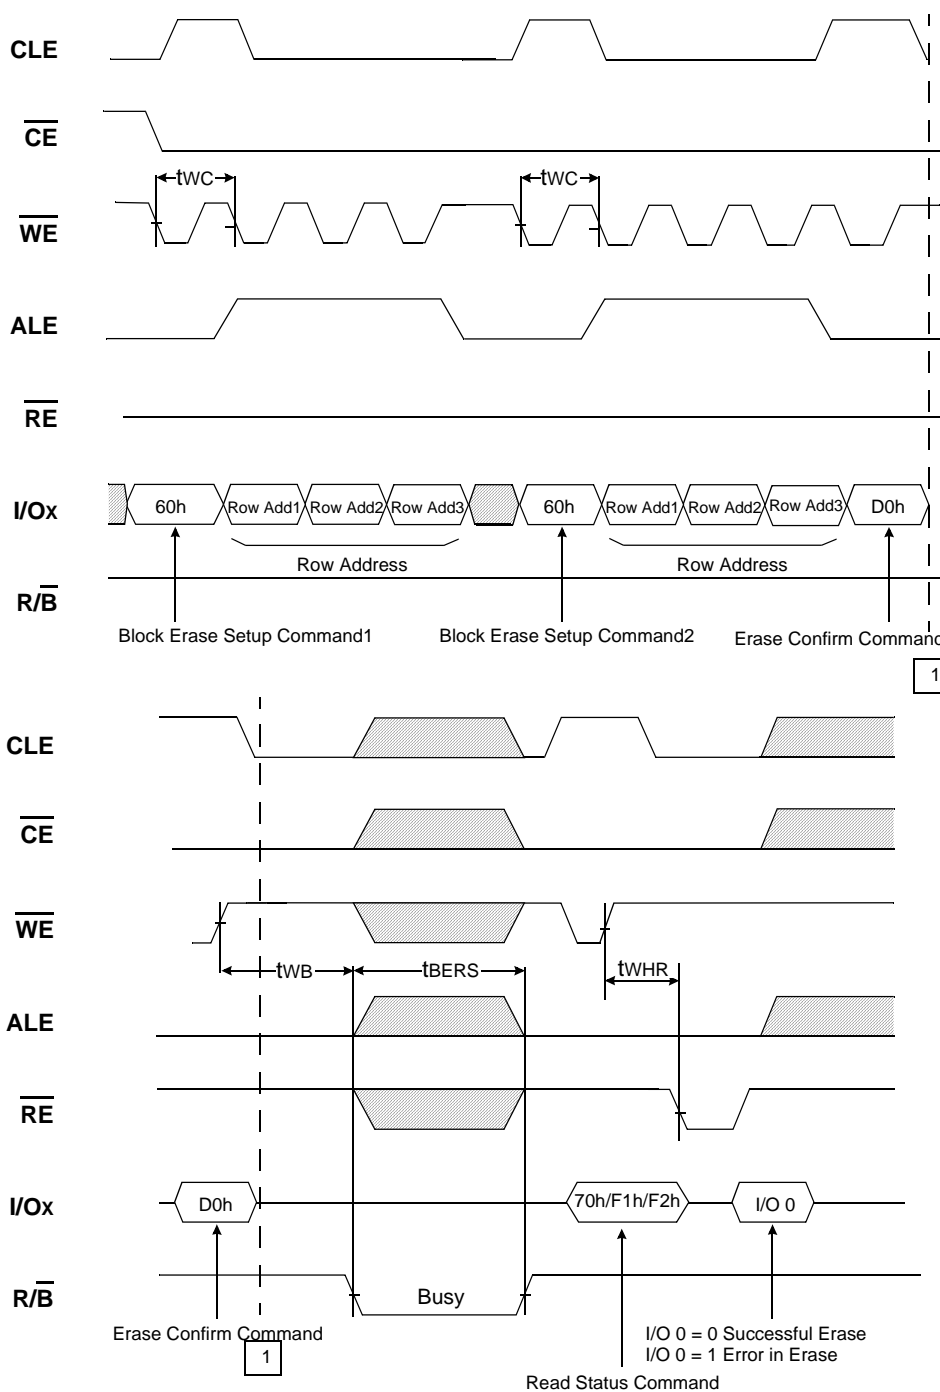 CLE
CE
tWC
tWC
WE
ALE
RE
I/Ox
60h
Row Add1
Row Add2
Row Add3
60h
Row Add1
Row Add2
Row Add3
D0h
Row Address
Row Address
R/B
Block Erase Setup Command1
Block Erase Setup Command2
Erase Confirm Command
1
CLE
CE
WE
tWB
tBERS
tWHR
ALE
RE
I/Ox
D0h
70h/F1h/F2h
I/O 0
R/B
Busy
Erase Confirm Command
1
I/O 0 = 0 Successful Erase
I/O 0 = 1 Error in Erase
Read Status Command